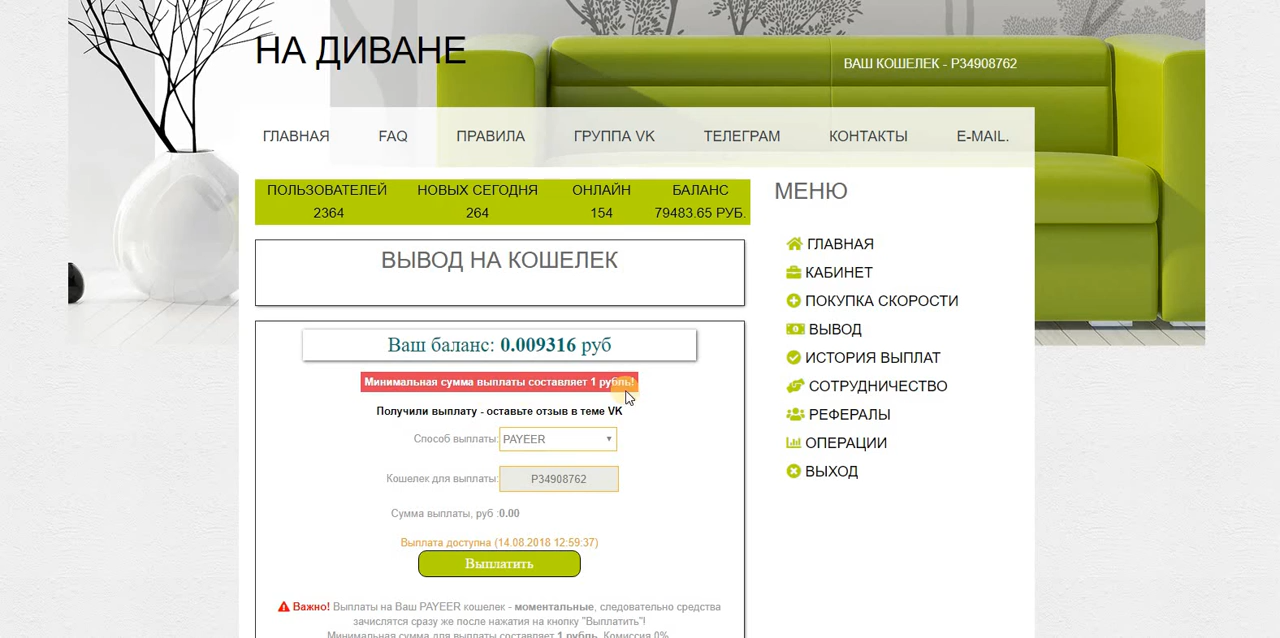 НА ДИВАНЕ
ВАШ КОШЕЛЕК - P34908762
ГЛАВНАЯ FAQ ПРАВИЛА ГРУППА VK ТЕЛЕГРАМ КОНТАКТЫ E-MAIL.
ПОЛЬЗОВАТЕЛЕЙ НОВЫХ СЕГОДНЯ ОНЛАЙН БАЛАНС
2364 264 154 79483.65 РУБ.
ВЫВОД НА КОШЕЛЕК
Ваш баланс: 0.009316 руб
Минимальная сумма выплаты составляет 1 рубль!
Получили выплату - оставьте отзыв в теме VK
Способ выплаты: PAYEER
Кошелек для выплаты: P34908762
Сумма выплаты, руб :0.00
Выплата доступна (14.08.2018 12:59:37)
Выплатить
Важно! Выплаты на Ваш PAYEER кошелек - моментальные, следовательно средства
зачислятся сразу же после нажатия на кнопку "Выплатить"!
Минимальная сумма для выплаты составляет 1 рубль. Комиссия 0%
МЕНЮ
ГЛАВНАЯ
КАБИНЕТ
ПОКУПКА СКОРОСТИ
ВЫВОД
ИСТОРИЯ ВЫПЛАТ
СОТРУДНИЧЕСТВО
РЕФЕРАЛЫ
ОПЕРАЦИИ
ВЫХОД